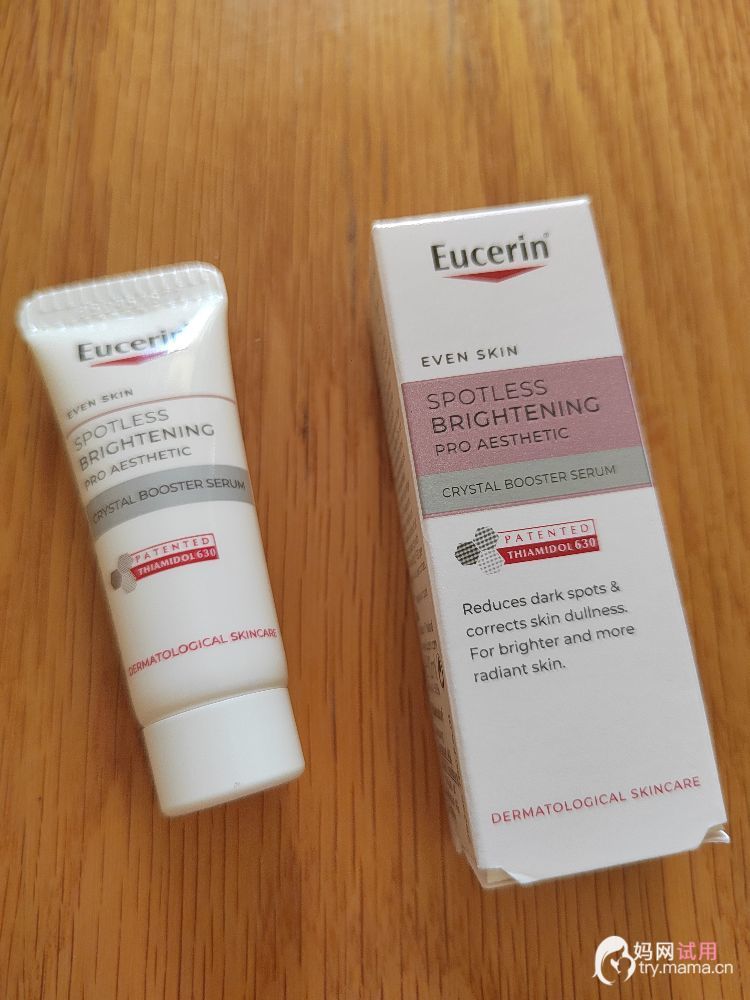 Eucerin
EVEN SKIN
SPOTLESS
BRIGHTENING
PRO AESTHETIC
CRYSTAL BOOSTER SERUM
PATENTED
THIAMIDOL 630
DERMATOLOGICAL SKINCARE
Eucerin®
EVEN SKIN
SPOTLESS
BRIGHTENING
PRO AESTHETIC
CRYSTAL BOOSTER SERUM
PATENTED
THIAMIDOL 630
Reduces dark spots &
corrects skin dullness.
For brighter and more
radiant skin.
DERMATOLOGICAL SKINCARE
妈网试用
try.mama.cn